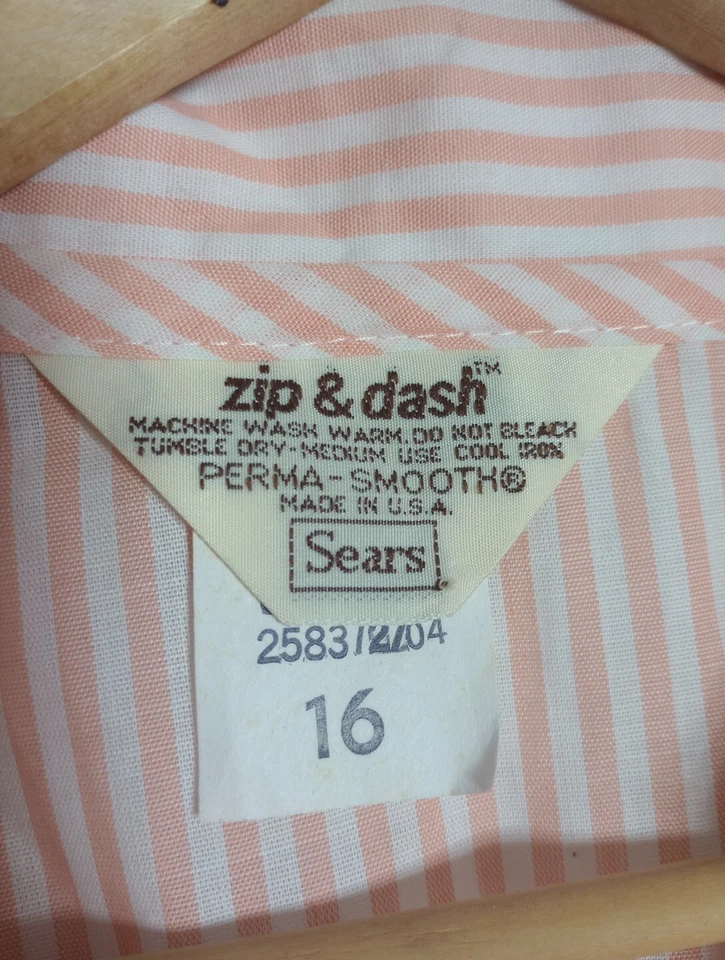 zip & dash™
MACHINE WASH WARM. DO NOT BLEACH
TUMBLE DRY-MEDIUM USE COOL IRON
PERMA-SMOOTH®
MADE IN U.S.A.
Sears
16